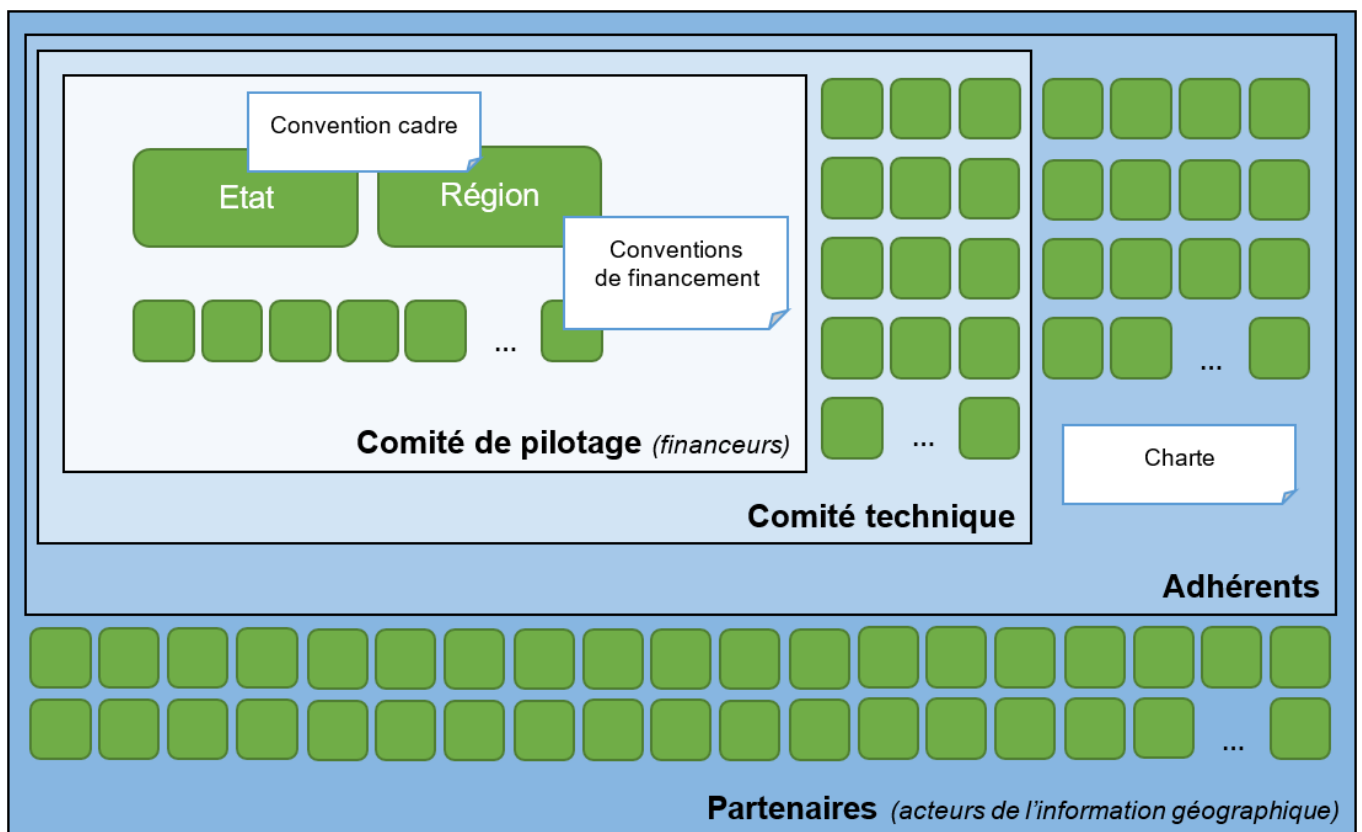 Convention cadre
Etat
Région
Conventions
de financement
...
...
...
Comité de pilotage (financeurs)
...
Charte
Comité technique
Adhérents
...
Partenaires (acteurs de l'information géographique)